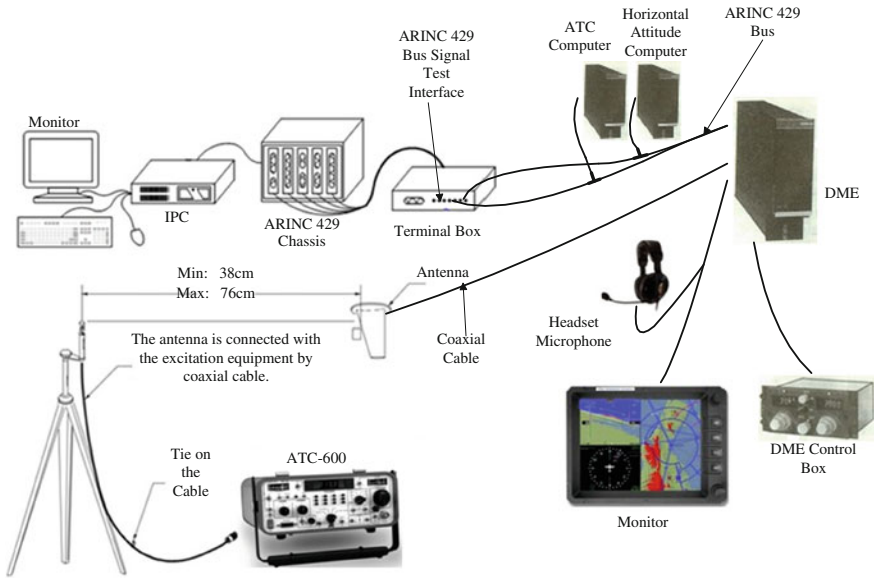 ARINC 429
Bus Signal
Test
Interface
ATC
Computer
Horizontal
Attitude
Computer
ARINC 429
Bus
Monitor
IPC
ARINC 429
Chassis
Terminal Box
DME
Min: 38cm
Max: 76cm
Antenna
The antenna is connected with
the excitation equipment by
coaxial cable.
Coaxial
Cable
Headset
Microphone
Tie on
the
Cable
ATC-600
Monitor
DME Control
Box